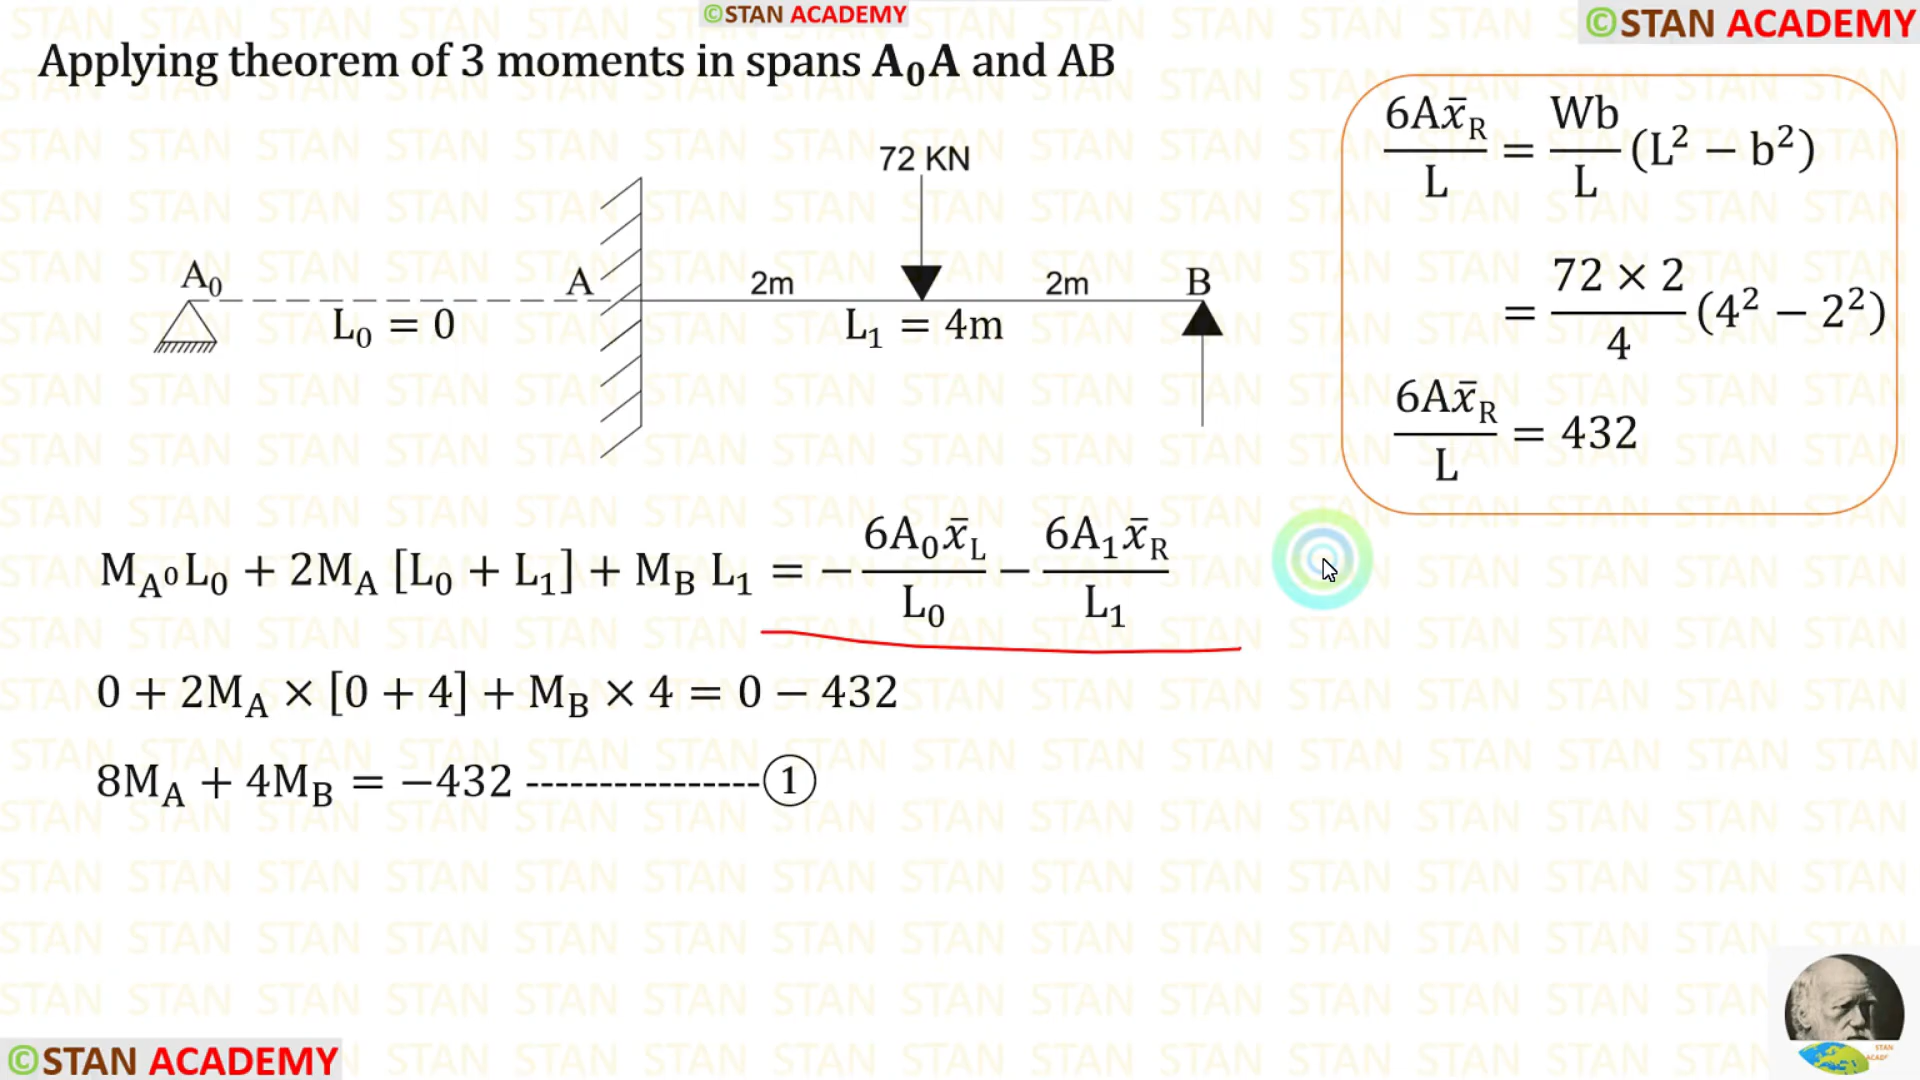 ©STAN ACADEMY
©STAN ACADEMY
Applying theorem of 3 moments in spans A₀A and AB
72 KN
A₀
A
2m
2m
B
L₀ = 0
L₁ = 4m
6Ax̄_R / L = Wb / L (L² − b²)
= 72 × 2 / 4 (4² − 2²)
6Ax̄_R / L = 432
M_A⁰ L₀ + 2M_A [L₀ + L₁] + M_B L₁ = − 6A₀x̄_L / L₀ − 6A₁x̄_R / L₁
0 + 2M_A × [0 + 4] + M_B × 4 = 0 − 432
8M_A + 4M_B = −432 ----------------①
©STAN ACADEMY